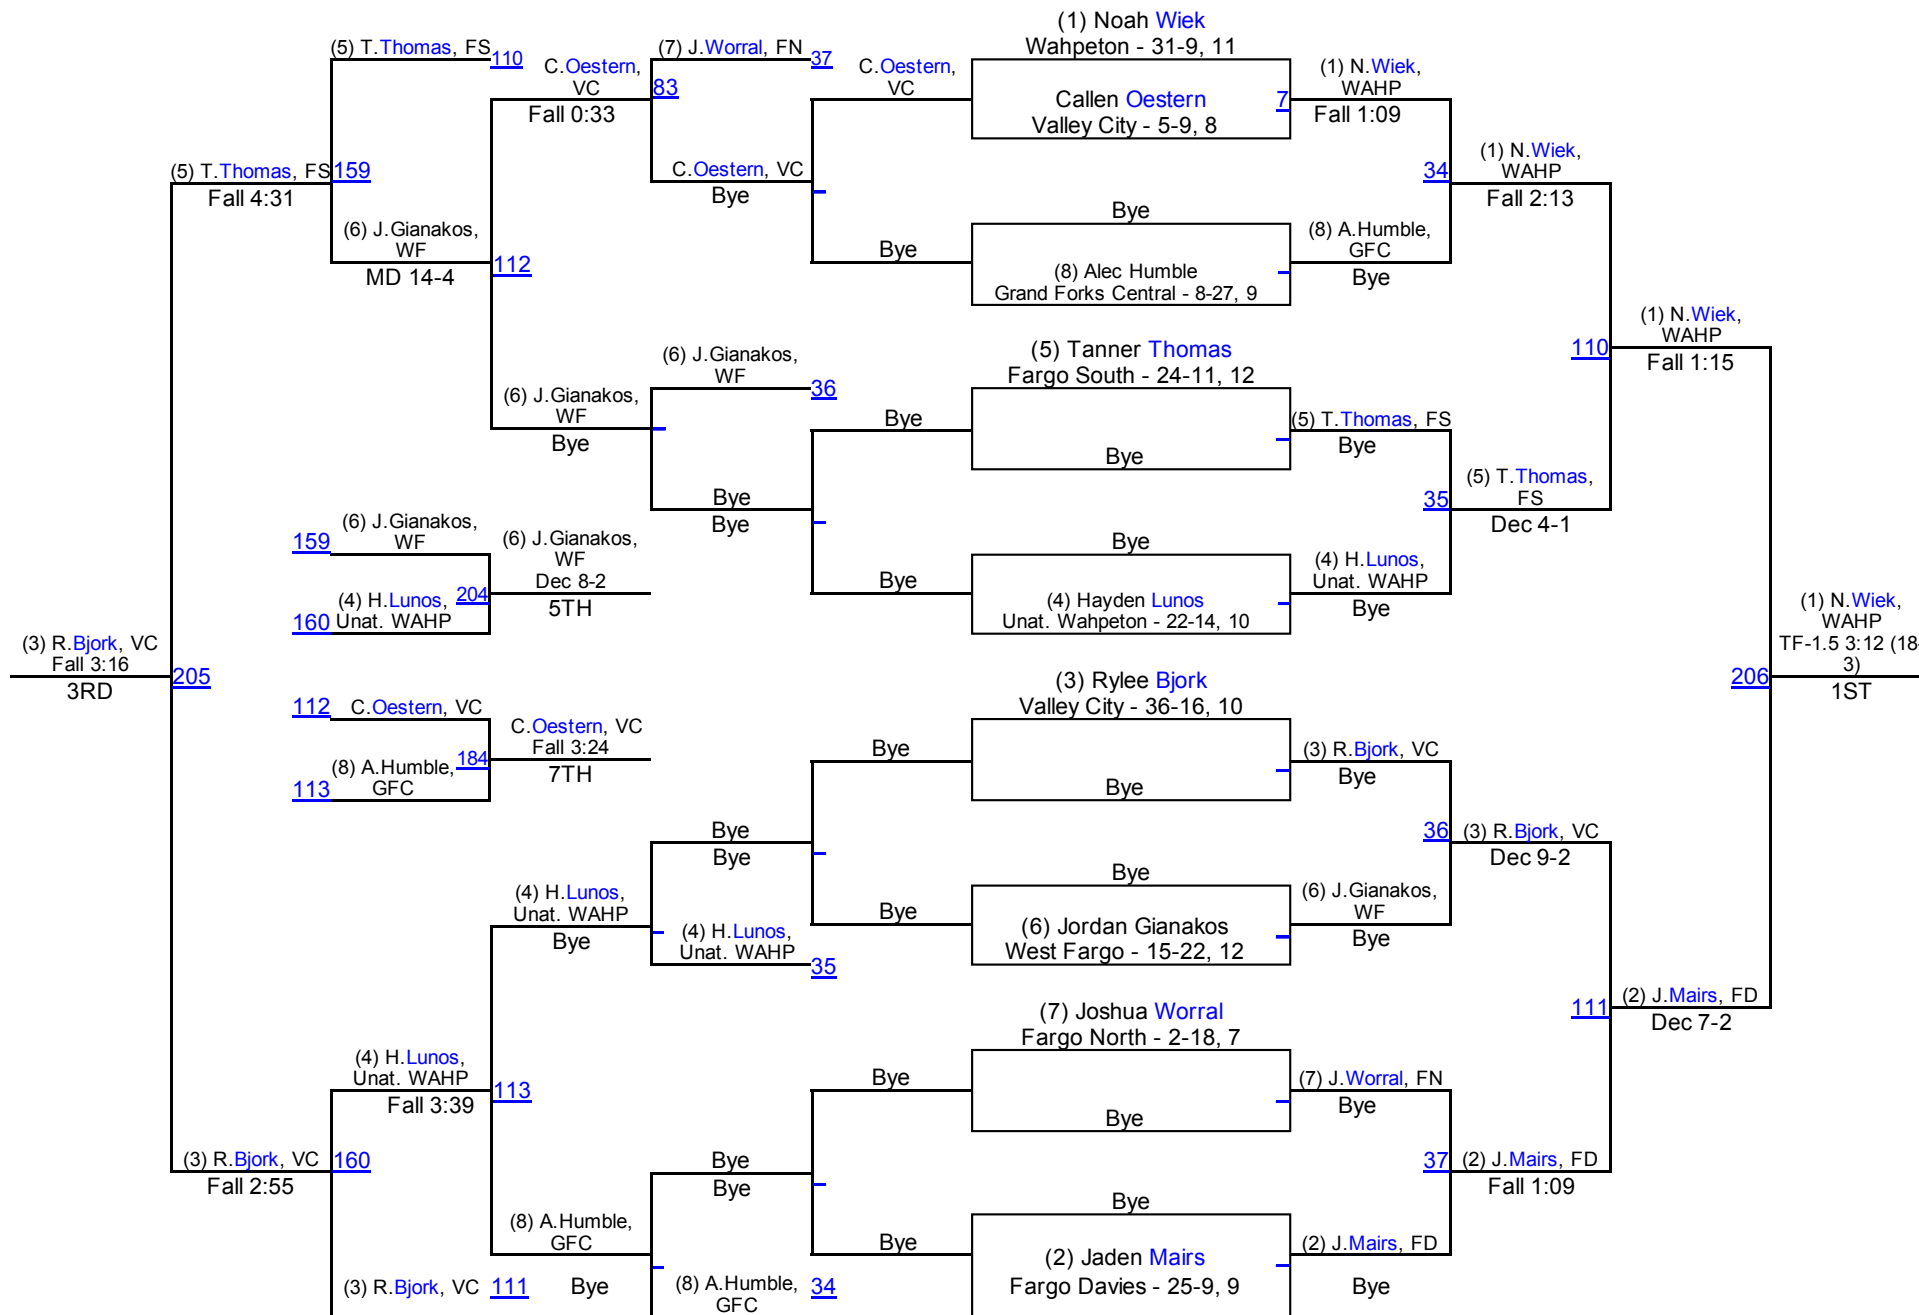 (1) Noah Wiek
Wahpeton - 31-9, 11
Callen Oestern
Valley City - 5-9, 8
7
Bye
(8) Alec Humble
Grand Forks Central - 8-27, 9
(5) Tanner Thomas
Fargo South - 24-11, 12
Bye
Bye
(4) Hayden Lunos
Unat. Wahpeton - 22-14, 10
(3) Rylee Bjork
Valley City - 36-16, 10
Bye
Bye
(6) Jordan Gianakos
West Fargo - 15-22, 12
(7) Joshua Worral
Fargo North - 2-18, 7
Bye
Bye
(2) Jaden Mairs
Fargo Davies - 25-9, 9
(1) N.Wiek,
WAHP
Fall 1:09
(8) A.Humble,
GFC
Bye
34
(5) T.Thomas, FS
Bye
35
(4) H.Lunos,
Unat. WAHP
Bye
(3) R.Bjork, VC
Bye
36
(6) J.Gianakos,
WF
Bye
(7) J.Worral, FN
Bye
37
(2) J.Mairs, FD
Bye
(1) N.Wiek,
WAHP
Fall 2:13
110
(5) T.Thomas,
FS
Dec 4-1
(3) R.Bjork, VC
Dec 9-2
111
(2) J.Mairs, FD
Fall 1:09
(1) N.Wiek,
WAHP
Fall 1:15
206
(2) J.Mairs, FD
Dec 7-2
(1) N.Wiek,
WAHP
TF-1.5 3:12 (18-
3)
1ST
C.Oestern,
VC
Bye
Bye
Bye
Bye
Bye
Bye
Bye
(7) J.Worral, FN
37
83
C.Oestern, VC
Bye
(6) J.Gianakos,
WF
36
Bye
Bye
Bye
Bye
(4) H.Lunos,
Unat. WAHP
35
Bye
Bye
(8) A.Humble,
GFC
34
C.Oestern,
VC
Fall 0:33
112
(6) J.Gianakos,
WF
Bye
(4) H.Lunos,
Unat. WAHP
Bye
113
(8) A.Humble,
GFC
Bye
(5) T.Thomas, FS
110
159
(6) J.Gianakos,
WF
MD 14-4
(4) H.Lunos,
Unat. WAHP
Fall 3:39
160
(3) R.Bjork, VC
111
(5) T.Thomas, FS
Fall 4:31
205
(3) R.Bjork, VC
Fall 2:55
(3) R.Bjork, VC
Fall 3:16
3RD
159
(6) J.Gianakos,
WF
160
(4) H.Lunos,
Unat. WAHP
204
(6) J.Gianakos,
WF
Dec 8-2
5TH
112
C.Oestern, VC
113
(8) A.Humble,
GFC
184
C.Oestern, VC
Fall 3:24
7TH